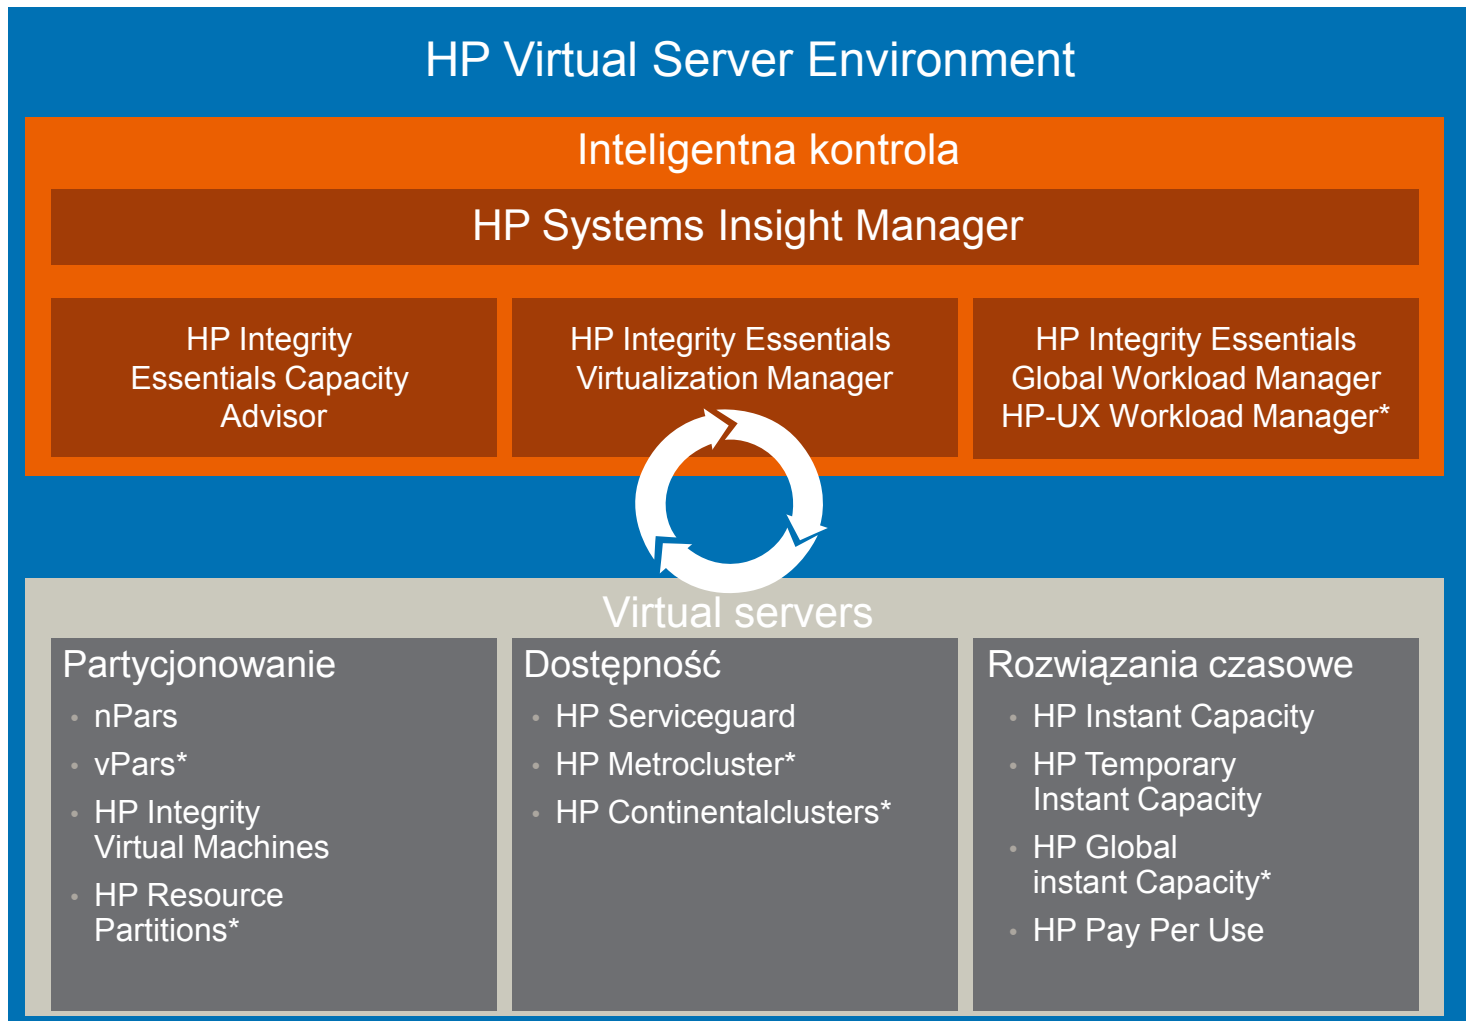 HP Virtual Server Environment
Inteligentna kontrola
HP Systems Insight Manager
HP Integrity
Essentials Capacity
Advisor
HP Integrity Essentials
Virtualization Manager
HP Integrity Essentials
Global Workload Manager
HP-UX Workload Manager*
Virtual servers
Partycjonowanie
• nPars
• vPars*
• HP Integrity
Virtual Machines
• HP Resource
Partitions*
Dostępność
• HP Serviceguard
• HP Metrocluster*
• HP Continentalclusters*
Rozwiązania czasowe
• HP Instant Capacity
• HP Temporary
Instant Capacity
• HP Global
instant Capacity*
• HP Pay Per Use